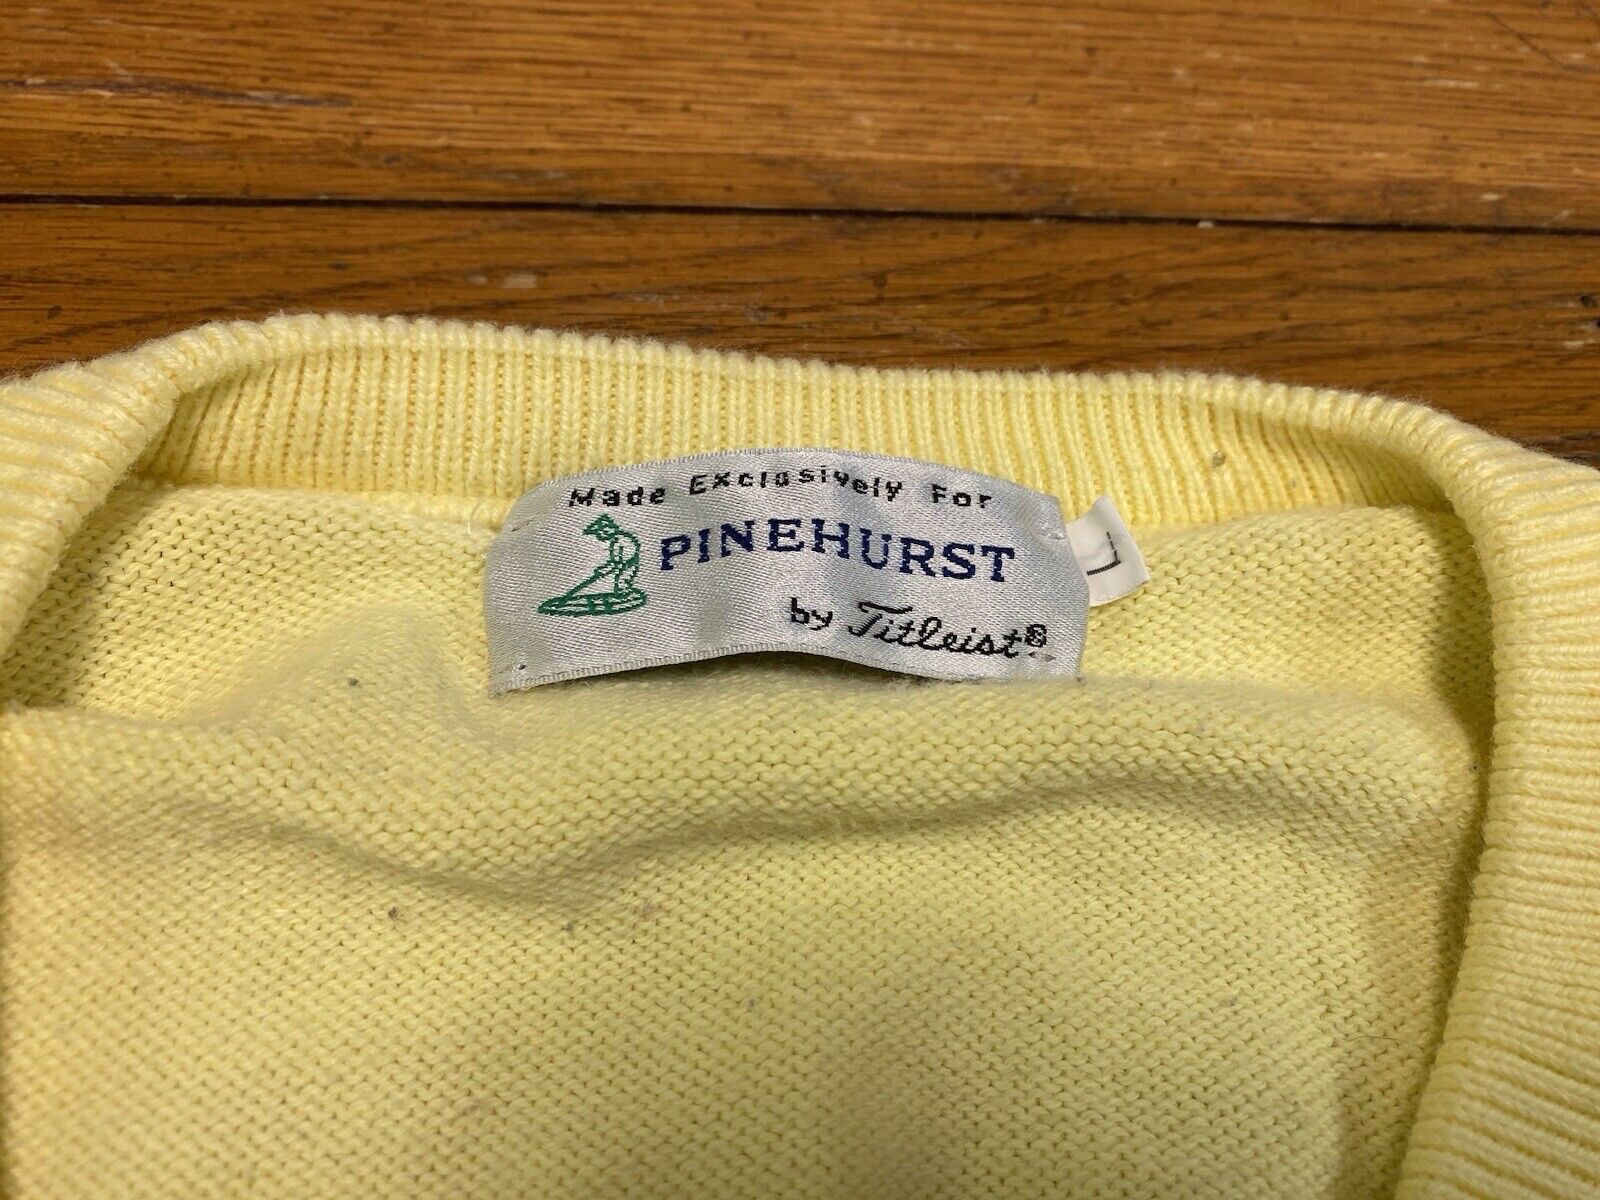 Made Exclusively For
PINEHURST
by Titleist®
L